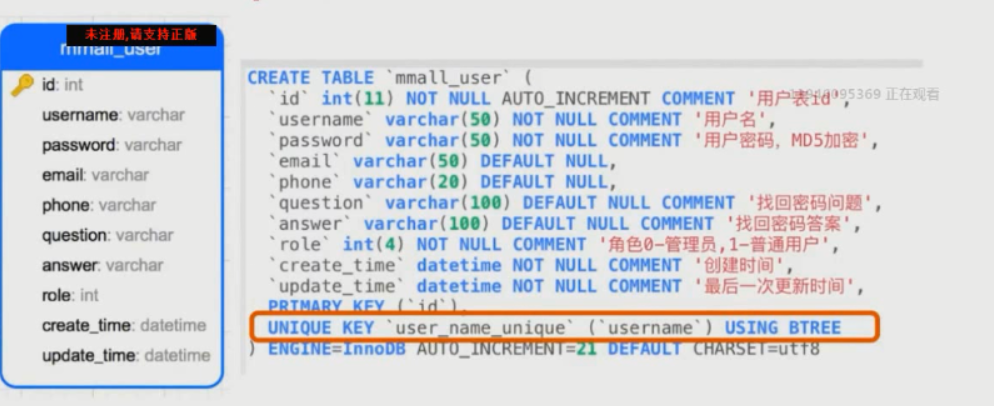 未注册,请支持正版
mmall_user
id: int
username: varchar
password: varchar
email: varchar
phone: varchar
question: varchar
answer: varchar
role: int
create_time: datetime
update_time: datetime
CREATE TABLE `mmall_user` (
`id` int(11) NOT NULL AUTO_INCREMENT COMMENT '用户表id',
`username` varchar(50) NOT NULL COMMENT '用户名',
`password` varchar(50) NOT NULL COMMENT '用户密码，MD5加密',
`email` varchar(50) DEFAULT NULL,
`phone` varchar(20) DEFAULT NULL,
`question` varchar(100) DEFAULT NULL COMMENT '找回密码问题',
`answer` varchar(100) DEFAULT NULL COMMENT '找回密码答案',
`role` int(4) NOT NULL COMMENT '角色0-管理员,1-普通用户',
`create_time` datetime NOT NULL COMMENT '创建时间',
`update_time` datetime NOT NULL COMMENT '最后一次更新时间',
PRIMARY KEY (`id`),
UNIQUE KEY `user_name_unique` (`username`) USING BTREE
) ENGINE=InnoDB AUTO_INCREMENT=21 DEFAULT CHARSET=utf8
正在观看